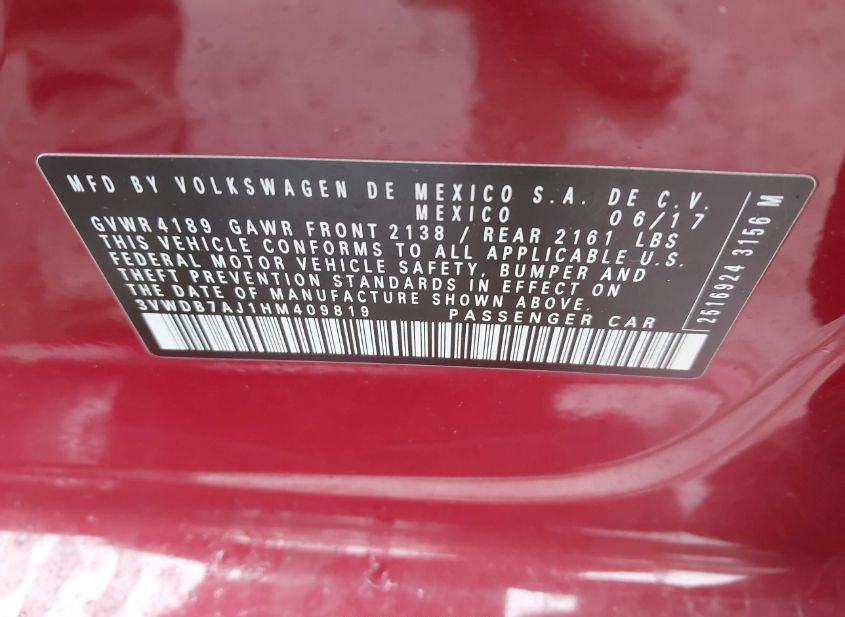 MFD BY VOLKSWAGEN DE MEXICO S.A. DE C.V.
MEXICO 06/17
GVWR4189 GAWR FRONT 2138 / REAR 2161 LBS
THIS VEHICLE CONFORMS TO ALL APPLICABLE U.S.
FEDERAL MOTOR VEHICLE SAFETY, BUMPER AND
THEFT PREVENTION STANDARDS IN EFFECT ON
THE DATE OF MANUFACTURE SHOWN ABOVE.
3VWDB7AJ1HM409819 PASSENGER CAR
2516924 3156 M